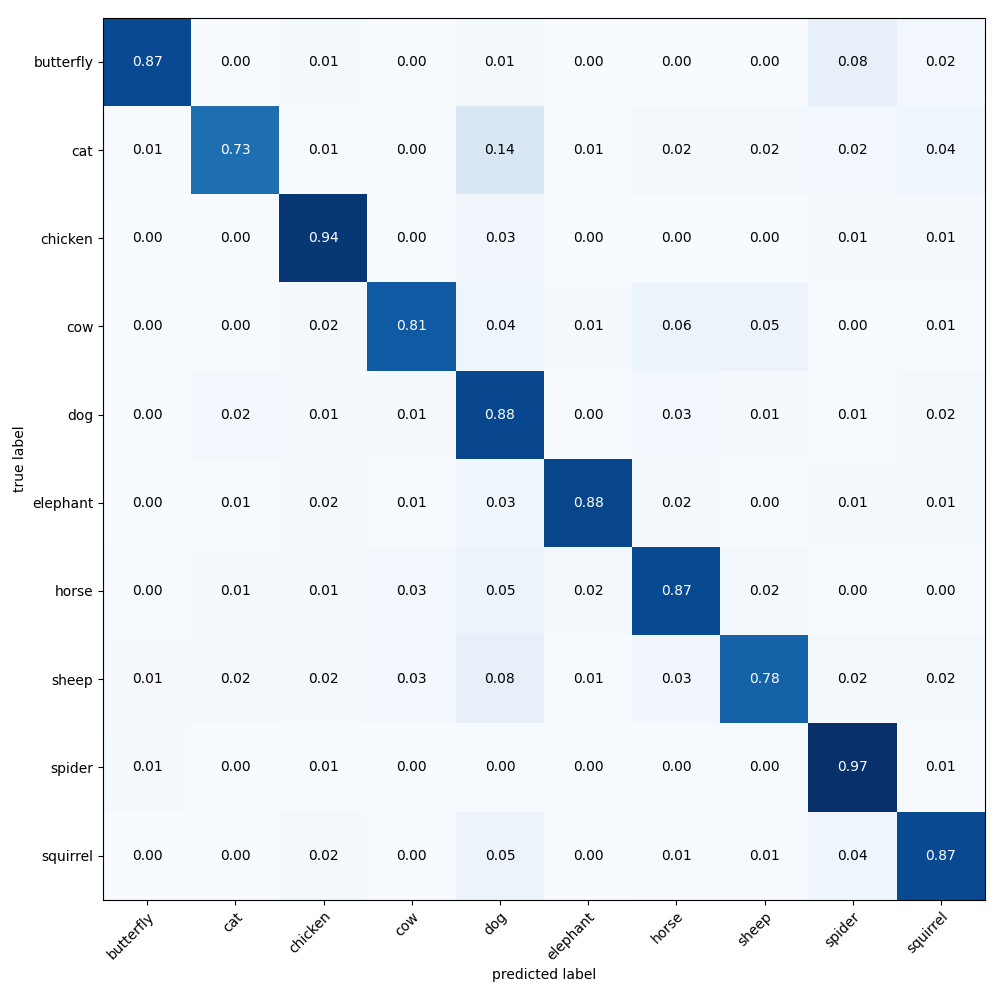 butterfly 0.87 0.00 0.01 0.00 0.01 0.00 0.00 0.00 0.08 0.02
cat 0.01 0.73 0.01 0.00 0.14 0.01 0.02 0.02 0.02 0.04
chicken 0.00 0.00 0.94 0.00 0.03 0.00 0.00 0.00 0.01 0.01
cow 0.00 0.00 0.02 0.81 0.04 0.01 0.06 0.05 0.00 0.01
dog 0.00 0.02 0.01 0.01 0.88 0.00 0.03 0.01 0.01 0.02
true label
elephant 0.00 0.01 0.02 0.01 0.03 0.88 0.02 0.00 0.01 0.01
horse 0.00 0.01 0.01 0.03 0.05 0.02 0.87 0.02 0.00 0.00
sheep 0.01 0.02 0.02 0.03 0.08 0.01 0.03 0.78 0.02 0.02
spider 0.01 0.00 0.01 0.00 0.00 0.00 0.00 0.00 0.97 0.01
squirrel 0.00 0.00 0.02 0.00 0.05 0.00 0.01 0.01 0.04 0.87
butterfly cat chicken cow dog elephant horse sheep spider squirrel
predicted label